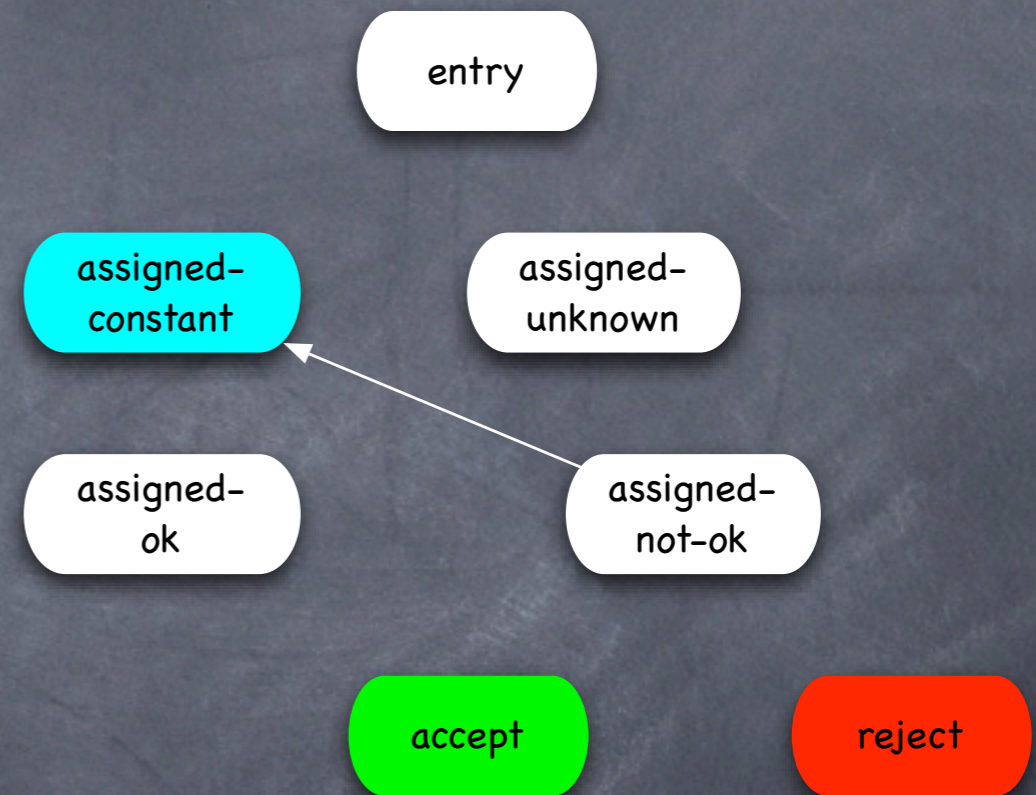 entry
assigned-
constant
assigned-
unknown
assigned-
ok
assigned-
not-ok
accept
reject